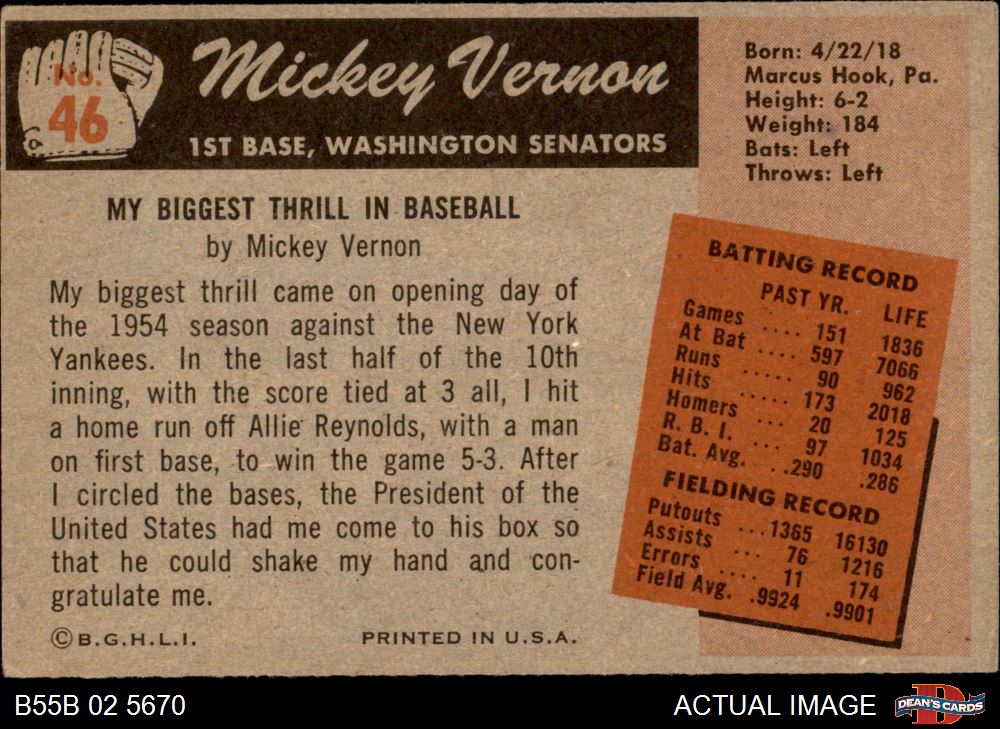 No.
46
Mickey Vernon
1ST BASE, WASHINGTON SENATORS
Born: 4/22/18
Marcus Hook, Pa.
Height: 6-2
Weight: 184
Bats: Left
Throws: Left
MY BIGGEST THRILL IN BASEBALL
by Mickey Vernon
My biggest thrill came on opening day of
the 1954 season against the New York
Yankees. In the last half of the 10th
inning, with the score tied at 3 all, I hit
a home run off Allie Reynolds, with a man
on first base, to win the game 5-3. After
I circled the bases, the President of the
United States had me come to his box so
that he could shake my hand and con-
gratulate me.
©B.G.H.L.I. PRINTED IN U.S.A.
BATTING RECORD
PAST YR. LIFE
Games .... 151 1836
At Bat .... 597 7066
Runs ..... 90 962
Hits ..... 173 2018
Homers ... 20 125
R. B. I. ... 97 1034
Bat. Avg. ..290 .286
FIELDING RECORD
Putouts ...1365 16130
Assists ... 76 1216
Errors .... 11 174
Field Avg. .9924 .9901
B55B 02 5670 ACTUAL IMAGE DEAN'S CARDS